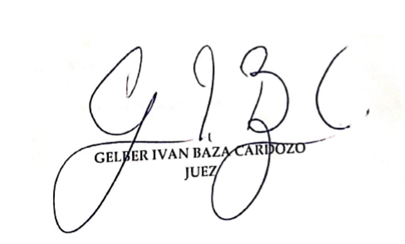 G I. B C.
GELBER IVAN BAZA CARDOZO
JUEZ